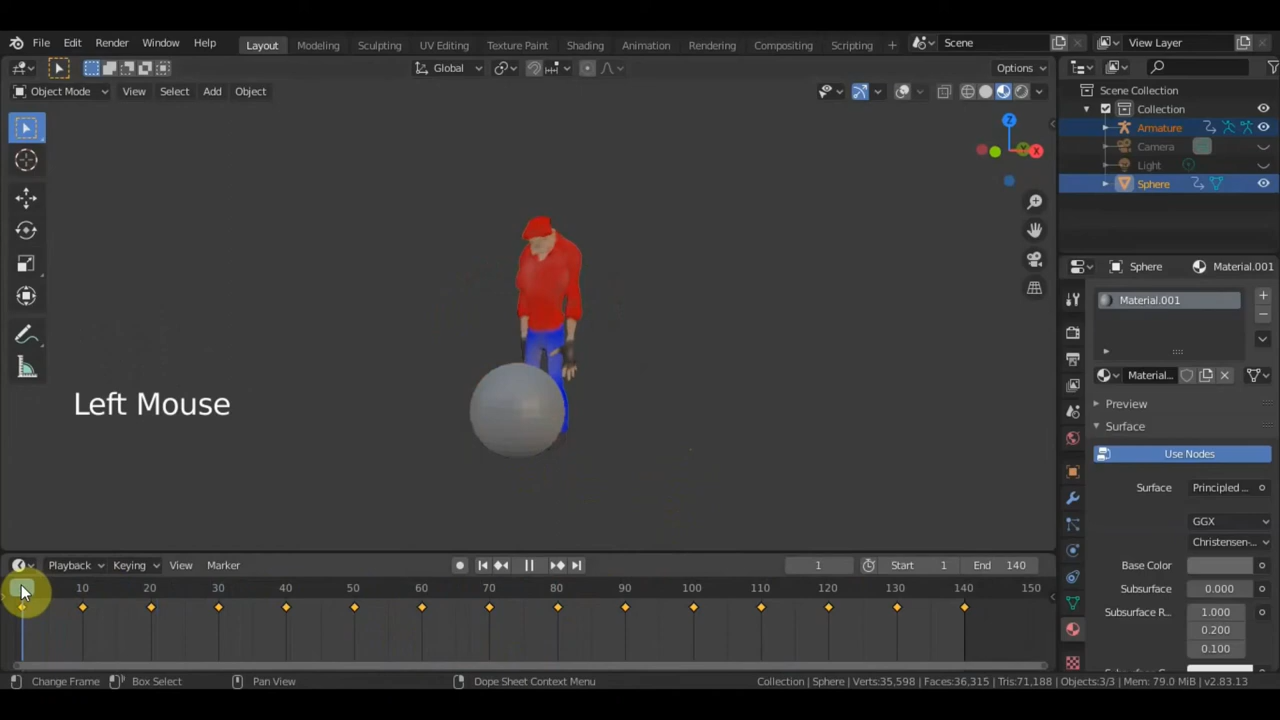 File Edit Render Window Help Layout Modeling Sculpting UV Editing Texture Paint Shading Animation Rendering Compositing Scripting + Scene View Layer
Global Options
Object Mode View Select Add Object
Scene Collection
Collection
Armature
Camera
Light
Sphere
Z
Y
X
Sphere Material.001
Material.001
Materia...
Preview
Surface
Use Nodes
Surface Principled ...
GGX
Christensen-...
Base Color
Subsurface 0.000
Subsurface R... 1.000
0.200
0.100
Left Mouse
Playback Keying View Marker 1 Start 1 End 140
10 20 30 40 50 60 70 80 90 100 110 120 130 140 150
Change Frame Box Select Pan View Dope Sheet Context Menu Collection | Sphere | Verts:35,598 | Faces:36,315 | Tris:71,188 | Objects:3/3 | Mem: 79.0 MiB | v2.83.13